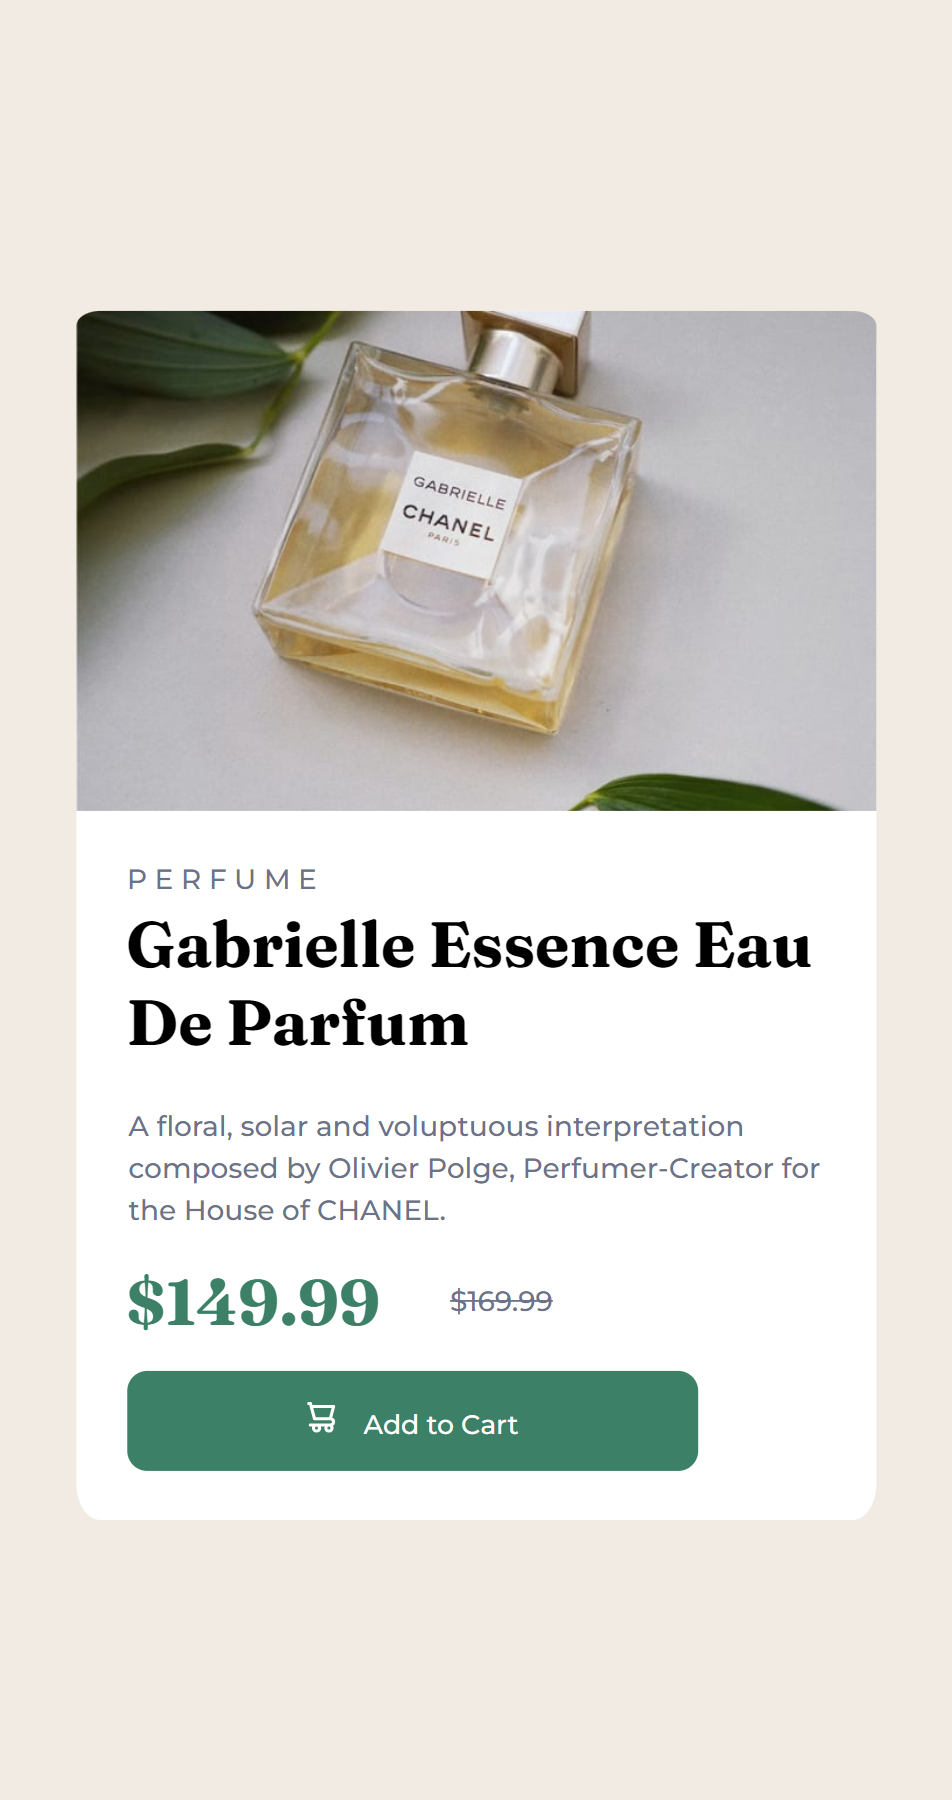 GABRIELLE
CHANEL
PARIS
PERFUME
Gabrielle Essence Eau
De Parfum
A floral, solar and voluptuous interpretation
composed by Olivier Polge, Perfumer-Creator for
the House of CHANEL.
$149.99 $169.99
Add to Cart